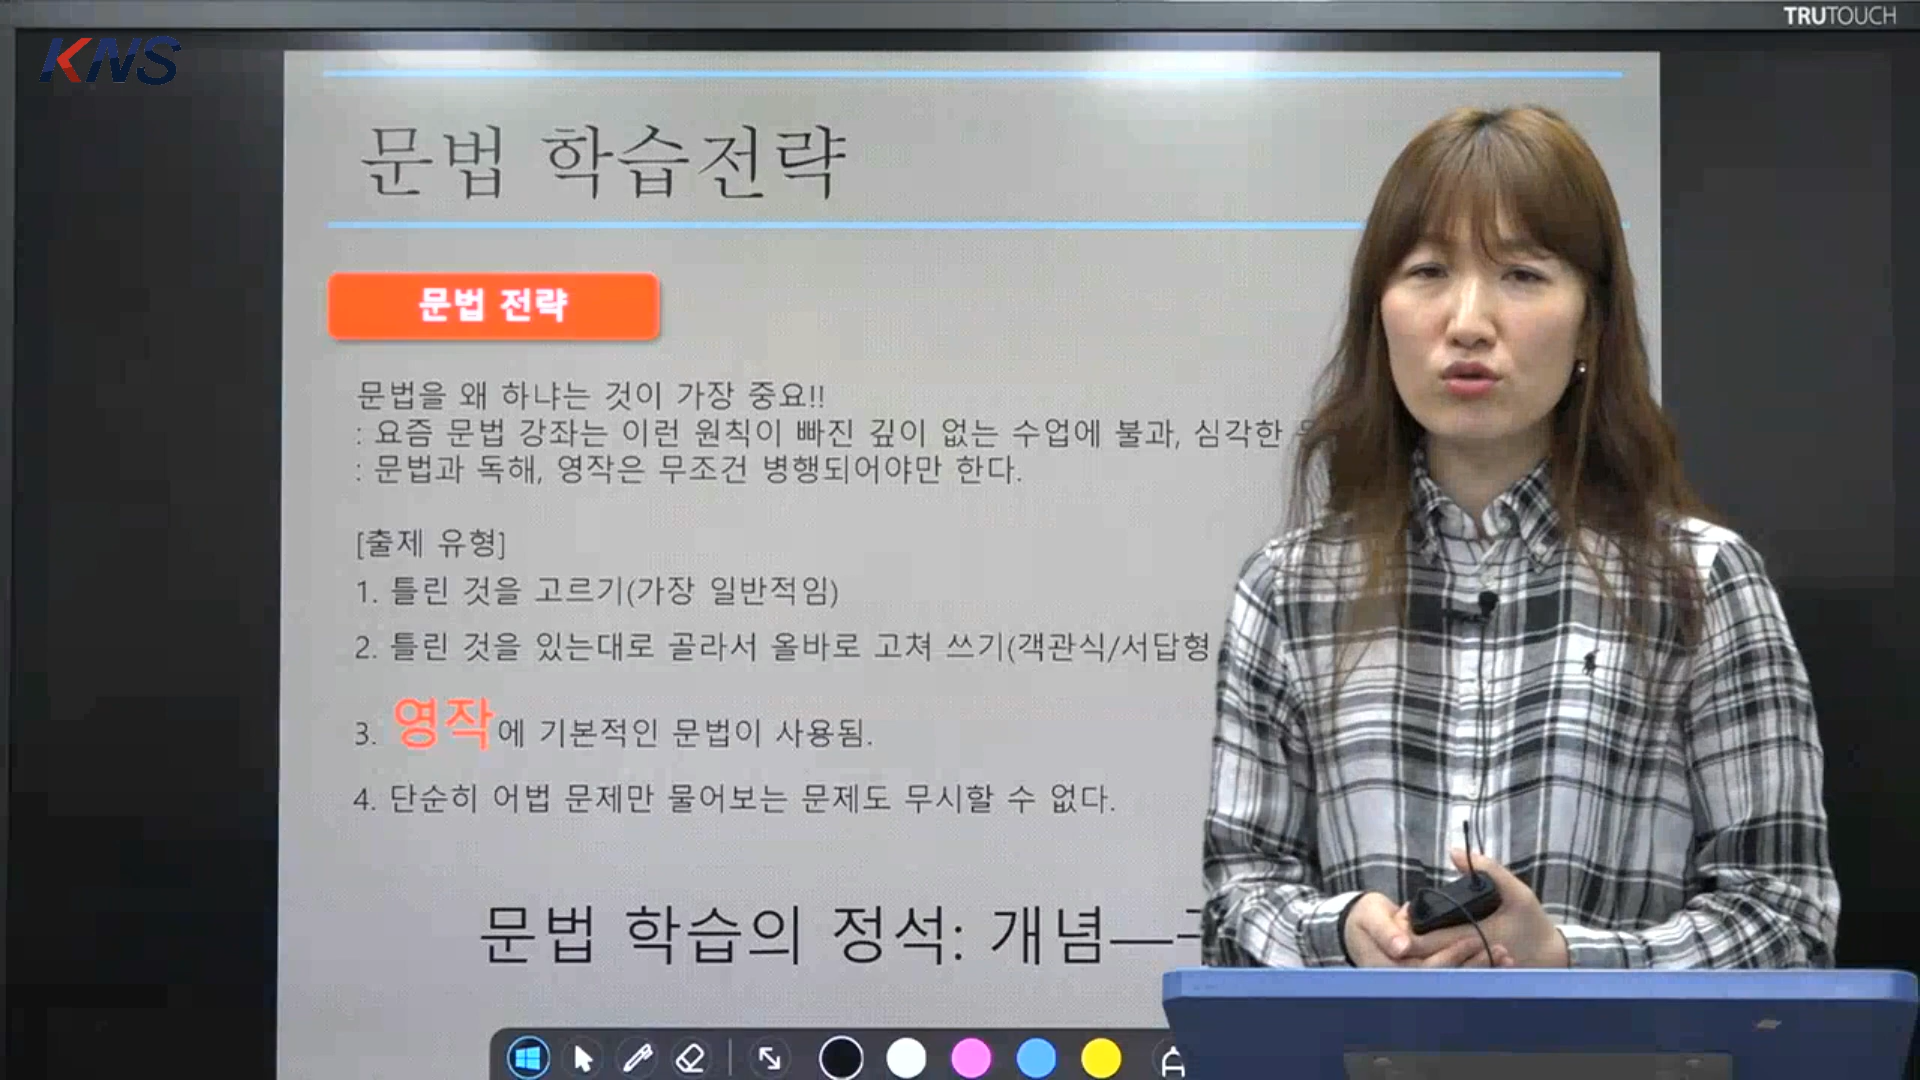 TRUTOUCH
KNS
문법 학습전략
문법 전략
문법을 왜 하냐는 것이 가장 중요!!
: 요즘 문법 강좌는 이런 원칙이 빠진 깊이 없는 수업에 불과, 심각한
: 문법과 독해, 영작은 무조건 병행되어야만 한다.
[출제 유형]
1. 틀린 것을 고르기(가장 일반적임)
2. 틀린 것을 있는대로 골라서 올바로 고쳐 쓰기(객관식/서답형
3. 영작에 기본적인 문법이 사용됨.
4. 단순히 어법 문제만 물어보는 문제도 무시할 수 없다.
문법 학습의 정석: 개념—